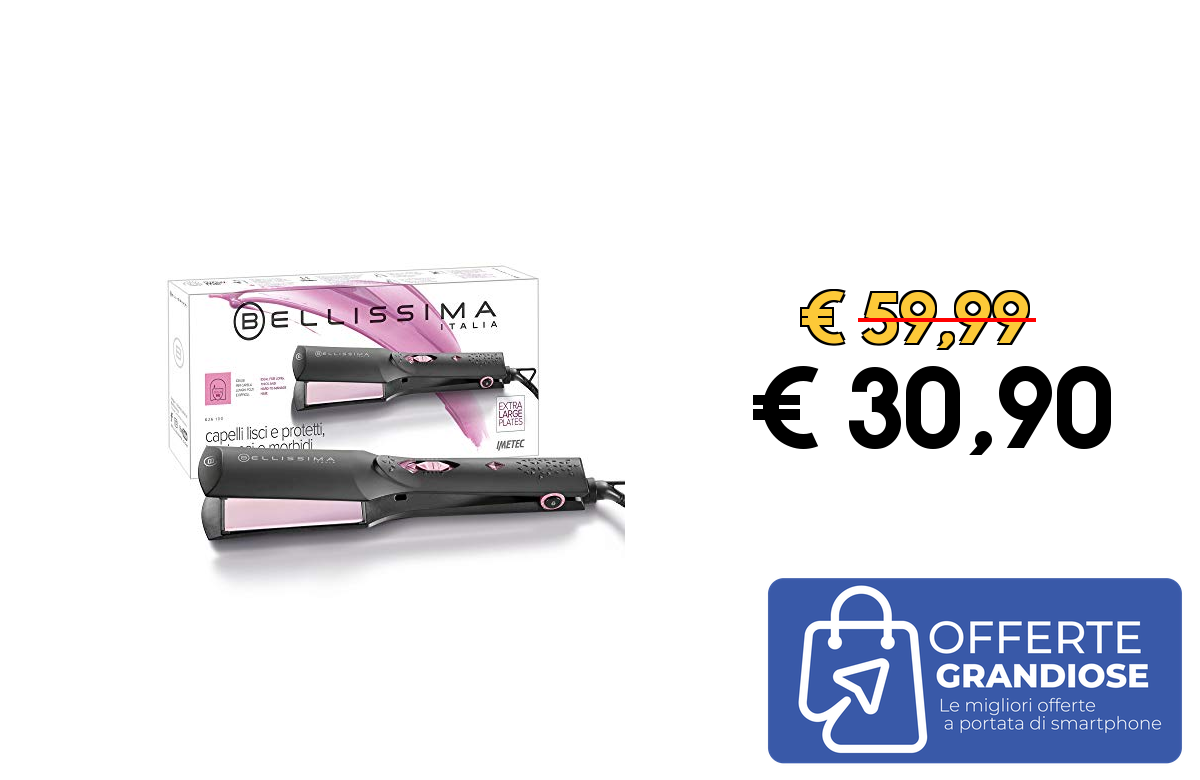 BELLISSIMA
ITALIA
BELLISSIMA
EXTRA
LARGE
PLATES
capelli lisci e protetti,
IMETEC
BELLISSIMA
€ 59,99
€ 30,90
OFFERTE
GRANDIOSE
Le migliori offerte
a portata di smartphone